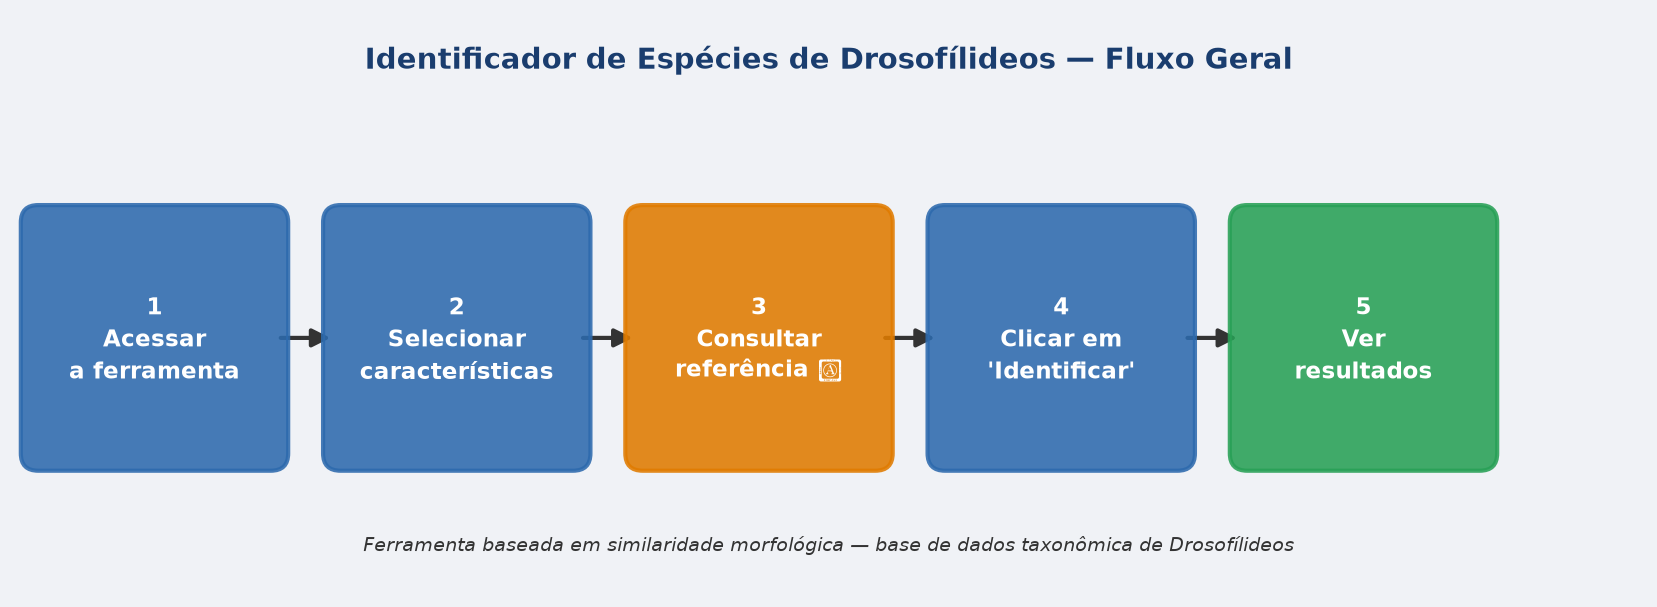 Identificador de Espécies de Drosofílideos — Fluxo Geral
1
Acessar
a ferramenta
2
Selecionar
características
3
Consultar
referência
4
Clicar em
'Identificar'
5
Ver
resultados
Ferramenta baseada em similaridade morfológica — base de dados taxonômica de Drosofílideos